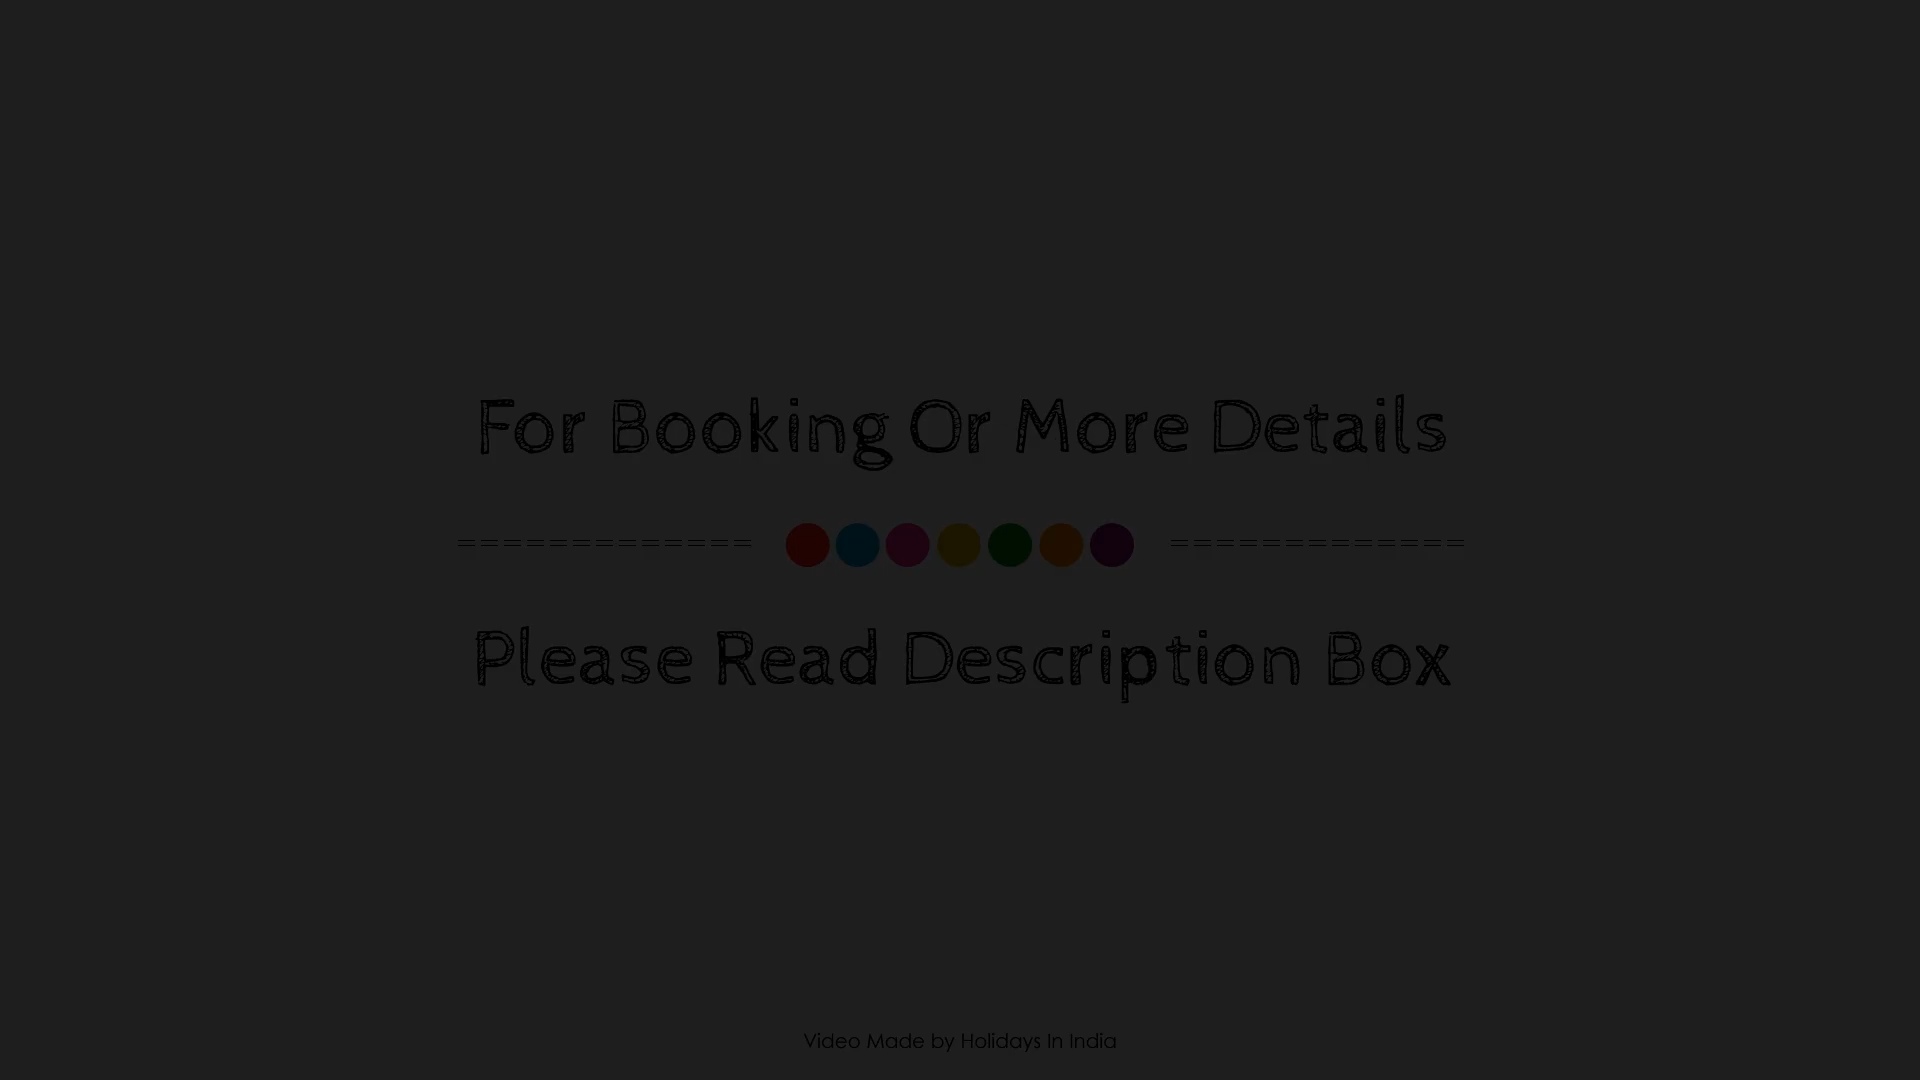 For Booking Or More Details
============= =============
Please Read Description Box
Video Made by Holidays In India